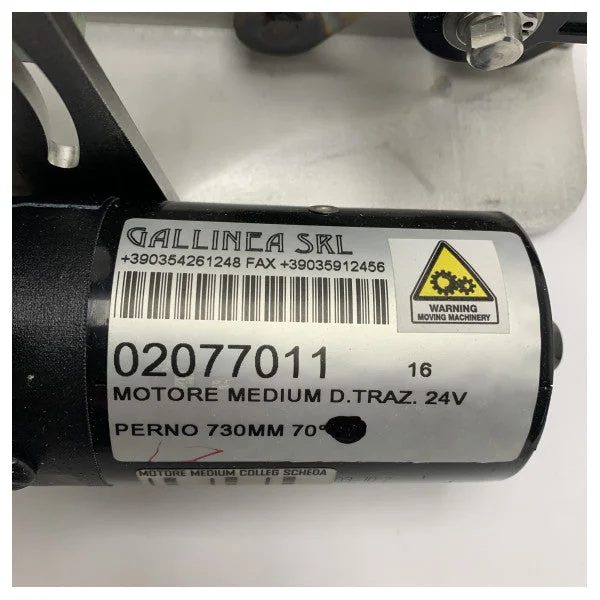 GALLINEA SRL
+390354261248 FAX +39035912456
WARNING
MOVING MACHINERY
02077011 16
MOTORE MEDIUM D.TRAZ. 24V
PERNO 730MM 70°
MOTORE MEDIUM COLLEG SCHEDA